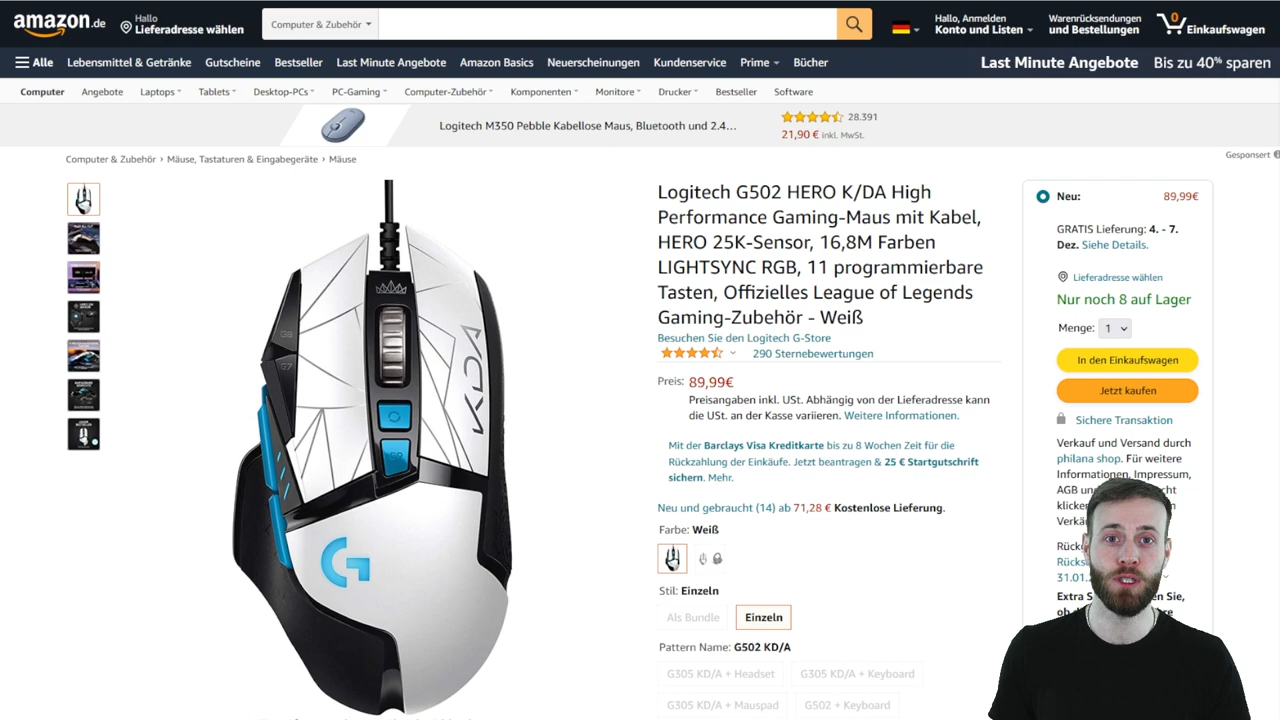 amazon.de
Hallo
Lieferadresse wählen
Computer & Zubehör
Hallo, Anmelden
Konto und Listen
Warenrücksendungen
und Bestellungen
0
Einkaufswagen
Alle
Lebensmittel & Getränke
Gutscheine
Bestseller
Last Minute Angebote
Amazon Basics
Neuerscheinungen
Kundenservice
Prime
Bücher
Last Minute Angebote
Bis zu 40% sparen
Computer
Angebote
Laptops
Tablets
Desktop-PCs
PC-Gaming
Computer-Zubehör
Komponenten
Monitore
Drucker
Bestseller
Software
Logitech M350 Pebble Kabellose Maus, Bluetooth und 2.4...
28.391
21,90 € inkl. MwSt.
Gesponsert
Computer & Zubehör › Mäuse, Tastaturen & Eingabegeräte › Mäuse
G8
G7
K/DA
G
Logitech G502 HERO K/DA High
Performance Gaming-Maus mit Kabel,
HERO 25K-Sensor, 16,8M Farben
LIGHTSYNC RGB, 11 programmierbare
Tasten, Offizielles League of Legends
Gaming-Zubehör - Weiß
Besuchen Sie den Logitech G-Store
290 Sternebewertungen
Preis: 89,99€
Preisangaben inkl. USt. Abhängig von der Lieferadresse kann
die USt. an der Kasse variieren. Weitere Informationen.
Mit der Barclays Visa Kreditkarte bis zu 8 Wochen Zeit für die
Rückzahlung der Einkäufe. Jetzt beantragen & 25 € Startgutschrift
sichern. Mehr.
Neu und gebraucht (14) ab 71,28 € Kostenlose Lieferung.
Farbe: Weiß
Stil: Einzeln
Als Bundle
Einzeln
Pattern Name: G502 KD/A
G305 KD/A + Headset
G305 KD/A + Keyboard
G305 KD/A + Mauspad
G502 + Keyboard
Neu:
89,99€
GRATIS Lieferung: 4. - 7.
Dez. Siehe Details.
Lieferadresse wählen
Nur noch 8 auf Lager
Menge: 1
In den Einkaufswagen
Jetzt kaufen
Sichere Transaktion
Verkauf und Versand durch
philana shop. Für weitere
Informationen, Impressum,
AGB
31.01.
Extra